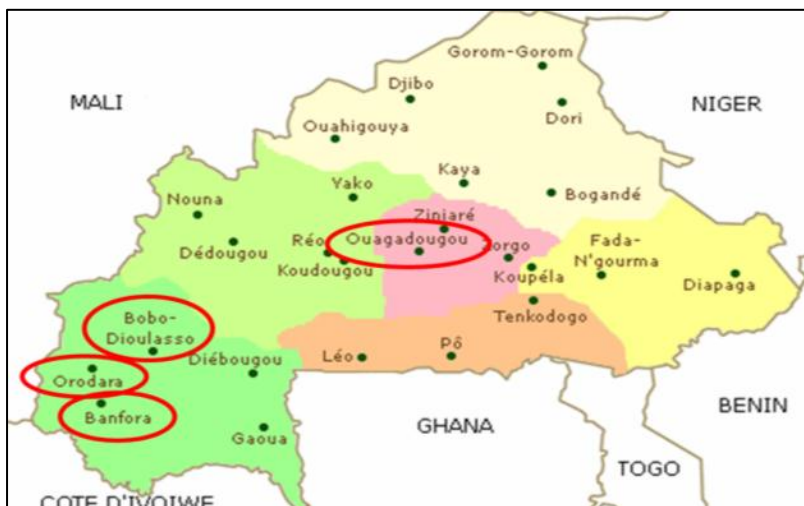 Gorom-Gorom
Djibo
MALI
NIGER
Dori
Ouahigouya
Kaya
Yako
Bogandé
Nouna
Ziniaré
Ouagadougou
Réo
Zorgo
Fada-
N'gourma
Dédougou
Koudougou
Koupéla
Diapaga
Bobo-
Dioulasso
Tenkodogo
Léo
Pô
Diébougou
Orodara
Banfora
BENIN
Gaoua
GHANA
TOGO
COTE D'IVOIWE